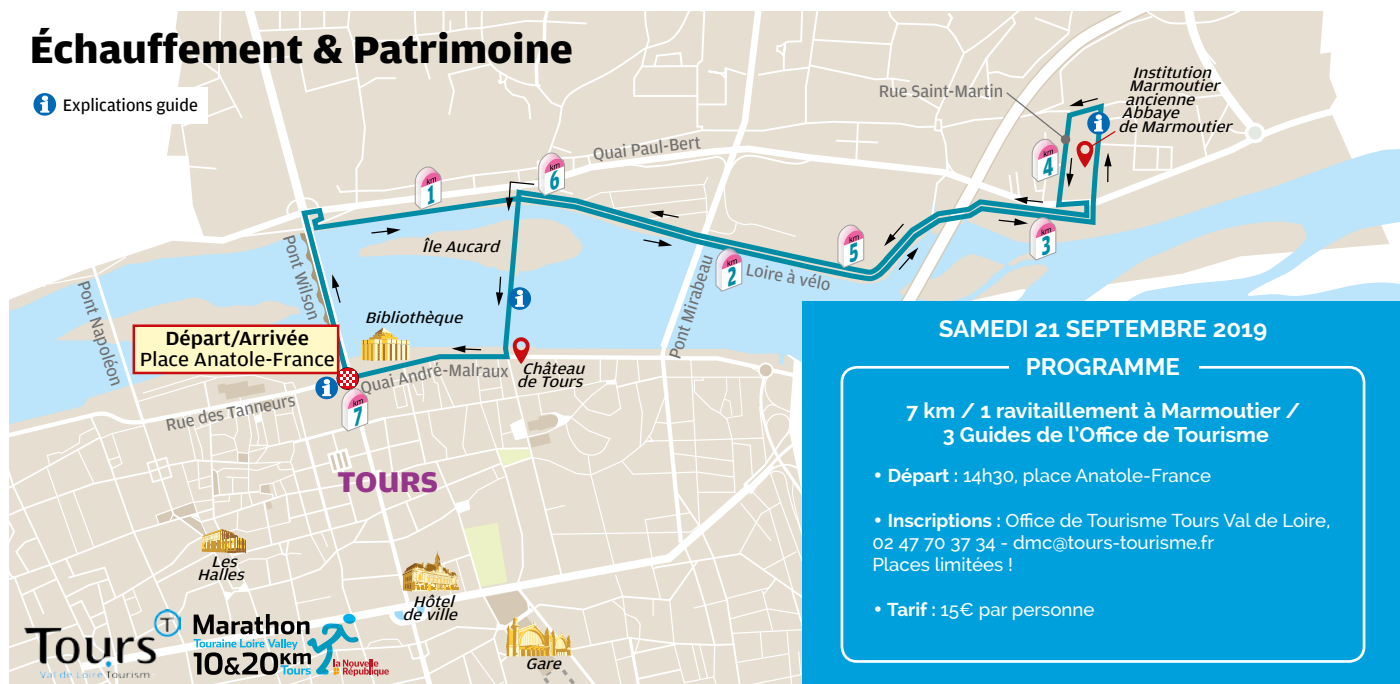 Échauffement & Patrimoine
i Explications guide
Institution
Marmoutier
ancienne
Abbaye
de Marmoutier
Rue Saint-Martin
i
km
4
Quai Paul-Bert
km
6
km
1
km
3
Île Aucard
km
5
km
2
Loire à vélo
Pont Wilson
Pont Mirabeau
Pont Napoléon
i
Bibliothèque
Départ/Arrivée
Place Anatole-France
Château
de Tours
Quai André-Malraux
i
km
7
Rue des Tanneurs
TOURS
Les
Halles
Hôtel
de ville
Gare
SAMEDI 21 SEPTEMBRE 2019
PROGRAMME
7 km / 1 ravitaillement à Marmoutier /
3 Guides de l'Office de Tourisme
• Départ : 14h30, place Anatole-France
• Inscriptions : Office de Tourisme Tours Val de Loire,
02 47 70 37 34 - dmc@tours-tourisme.fr
Places limitées !
• Tarif : 15€ par personne
Tours
T
Val de Loire Tourism
Marathon
Touraine Loire Valley
10&20km
Tours
la Nouvelle
République